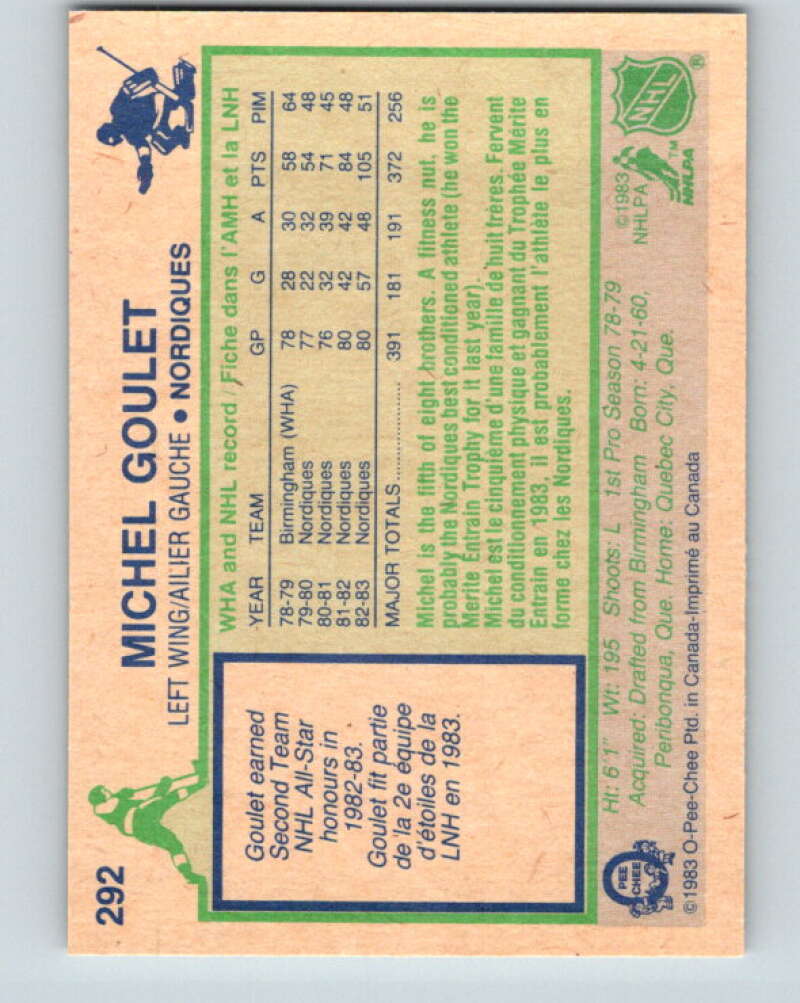 292
MICHEL GOULET
LEFT WING/AILIER GAUCHE • NORDIQUES
Goulet earned
Second Team
NHL All-Star
honours in
1982-83.
Goulet fit partie
de la 2e équipe
d'étoiles de la
LNH en 1983.
WHA and NHL record / Fiche dans l'AMH et la LNH
YEAR TEAM GP G A PTS PIM
78-79 Birmingham (WHA) 78 28 30 58 64
79-80 Nordiques 77 22 32 54 48
80-81 Nordiques 76 32 39 71 45
81-82 Nordiques 80 42 42 84 48
82-83 Nordiques 80 57 48 105 51
MAJOR TOTALS .............. 391 181 191 372 256
Michel is the fifth of eight brothers. A fitness nut, he is
probably the Nordiques best conditioned athlete (he won the
Merite Entrain Trophy for it last year).
Michel est le cinquième d'une famille de huit frères. Fervent
du conditionnement physique et gagnant du Trophée Mérite
Entrain en 1983, il est probablement l'athlète le plus en
forme chez les Nordiques.
Ht: 6'1" Wt: 195 Shoots: L 1st Pro Season 78-79
Acquired: Drafted from Birmingham Born: 4-21-60,
Peribonqua, Que. Home: Quebec City, Que.
©1983 O-Pee-Chee Ptd. in Canada-Imprimé au Canada
O
PEE
CHEE
©1983
NHLPA
NHL ®
NHLPA ™